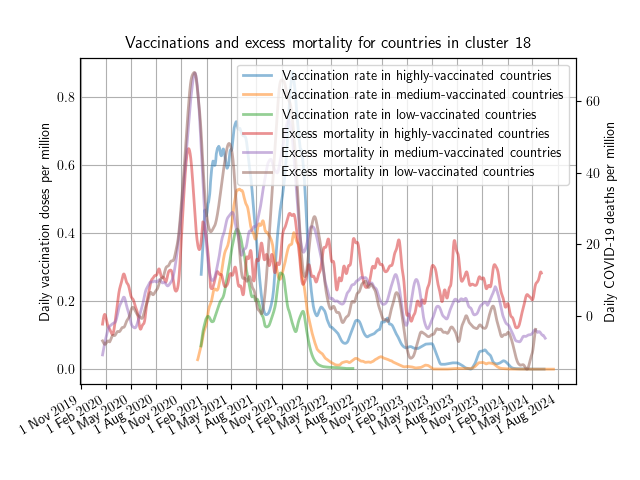 Vaccinations and excess mortality for countries in cluster 18
Vaccination rate in highly-vaccinated countries
Vaccination rate in medium-vaccinated countries
Vaccination rate in low-vaccinated countries
Excess mortality in highly-vaccinated countries
Excess mortality in medium-vaccinated countries
Excess mortality in low-vaccinated countries
Daily vaccination doses per million
0.8
0.6
0.4
0.2
0.0
60
40
20
0
Daily COVID-19 deaths per million
1 Nov 2019
1 Feb 2020
1 May 2020
1 Aug 2020
1 Nov 2020
1 Feb 2021
1 May 2021
1 Aug 2021
1 Nov 2021
1 Feb 2022
1 May 2022
1 Aug 2022
1 Nov 2022
1 Feb 2023
1 May 2023
1 Aug 2023
1 Nov 2023
1 Feb 2024
1 May 2024
1 Aug 2024